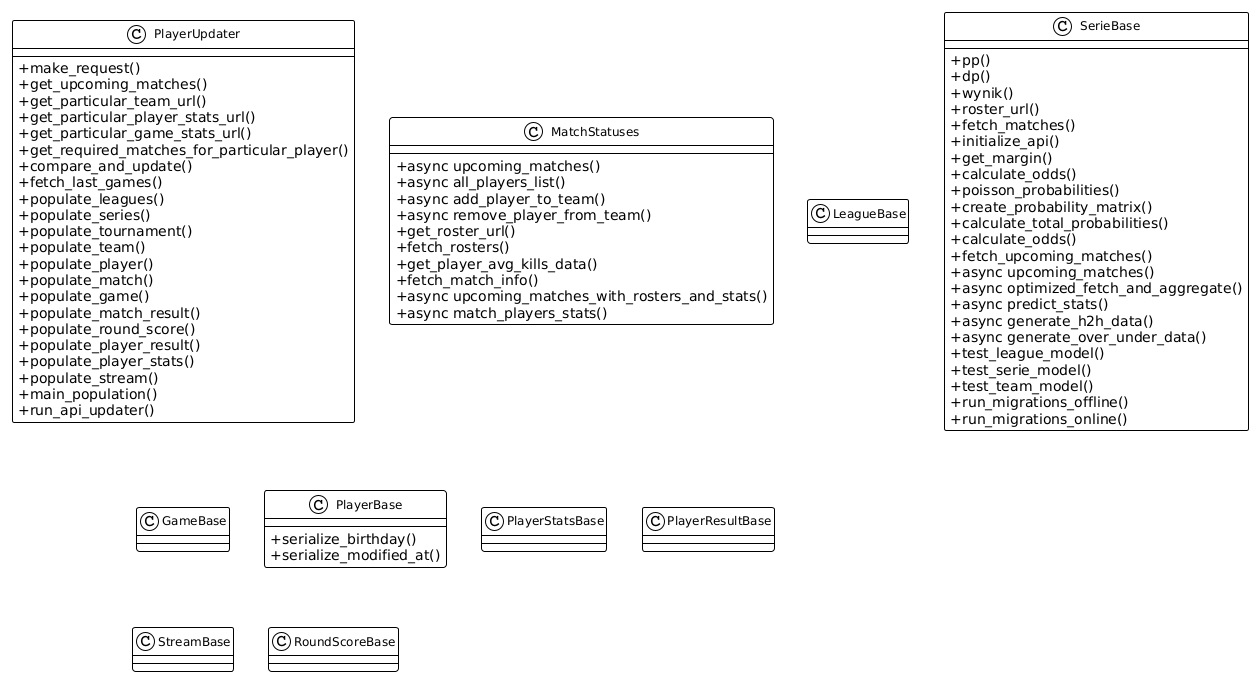 C PlayerUpdater
+make_request()
+get_upcoming_matches()
+get_particular_team_url()
+get_particular_player_stats_url()
+get_particular_game_stats_url()
+get_required_matches_for_particular_player()
+compare_and_update()
+fetch_last_games()
+populate_leagues()
+populate_series()
+populate_tournament()
+populate_team()
+populate_player()
+populate_match()
+populate_game()
+populate_match_result()
+populate_round_score()
+populate_player_result()
+populate_player_stats()
+populate_stream()
+main_population()
+run_api_updater()
C MatchStatuses
+async upcoming_matches()
+async all_players_list()
+async add_player_to_team()
+async remove_player_from_team()
+get_roster_url()
+fetch_rosters()
+get_player_avg_kills_data()
+fetch_match_info()
+async upcoming_matches_with_rosters_and_stats()
+async match_players_stats()
C LeagueBase
C SerieBase
+pp()
+dp()
+wynik()
+roster_url()
+fetch_matches()
+initialize_api()
+get_margin()
+calculate_odds()
+poisson_probabilities()
+create_probability_matrix()
+calculate_total_probabilities()
+calculate_odds()
+fetch_upcoming_matches()
+async upcoming_matches()
+async optimized_fetch_and_aggregate()
+async predict_stats()
+async generate_h2h_data()
+async generate_over_under_data()
+test_league_model()
+test_serie_model()
+test_team_model()
+run_migrations_offline()
+run_migrations_online()
C GameBase
C PlayerBase
+serialize_birthday()
+serialize_modified_at()
C PlayerStatsBase
C PlayerResultBase
C StreamBase
C RoundScoreBase